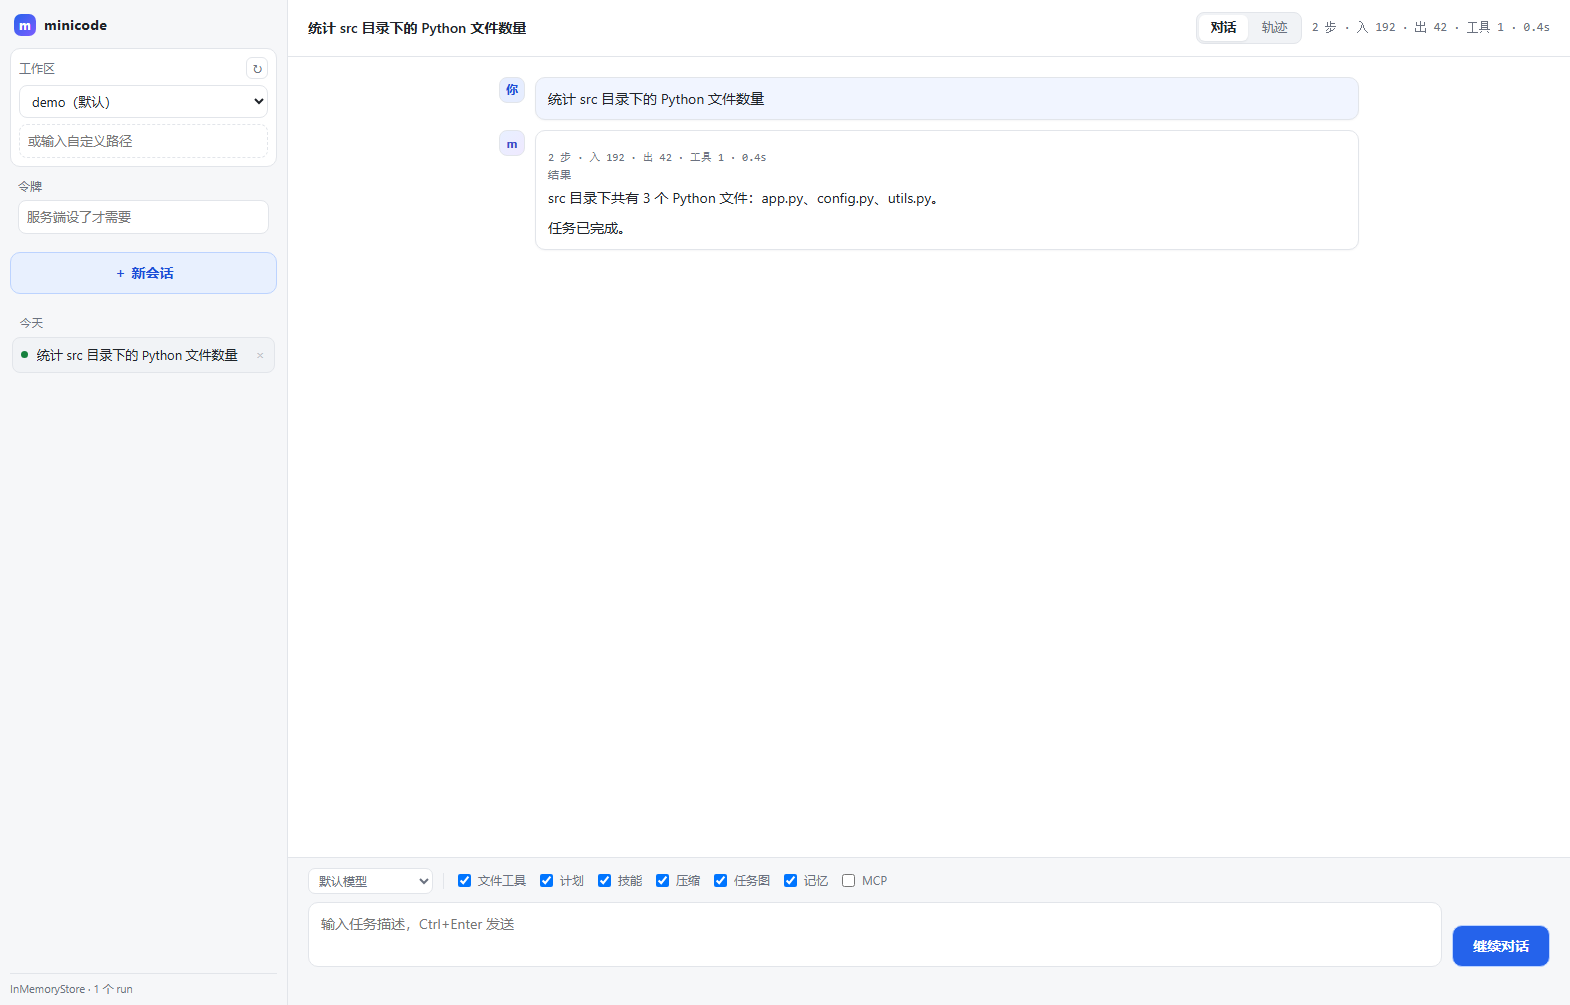 m minicode
工作区 ↻
demo（默认）
或输入自定义路径
令牌
服务端设了才需要
+ 新会话
今天
统计 src 目录下的 Python 文件数量 ×
InMemoryStore · 1 个 run
统计 src 目录下的 Python 文件数量
对话 轨迹 2 步 · 入 192 · 出 42 · 工具 1 · 0.4s
你 统计 src 目录下的 Python 文件数量
m
2 步 · 入 192 · 出 42 · 工具 1 · 0.4s
结果
src 目录下共有 3 个 Python 文件：app.py、config.py、utils.py。
任务已完成。
默认模型 文件工具 计划 技能 压缩 任务图 记忆 MCP
输入任务描述，Ctrl+Enter 发送
继续对话